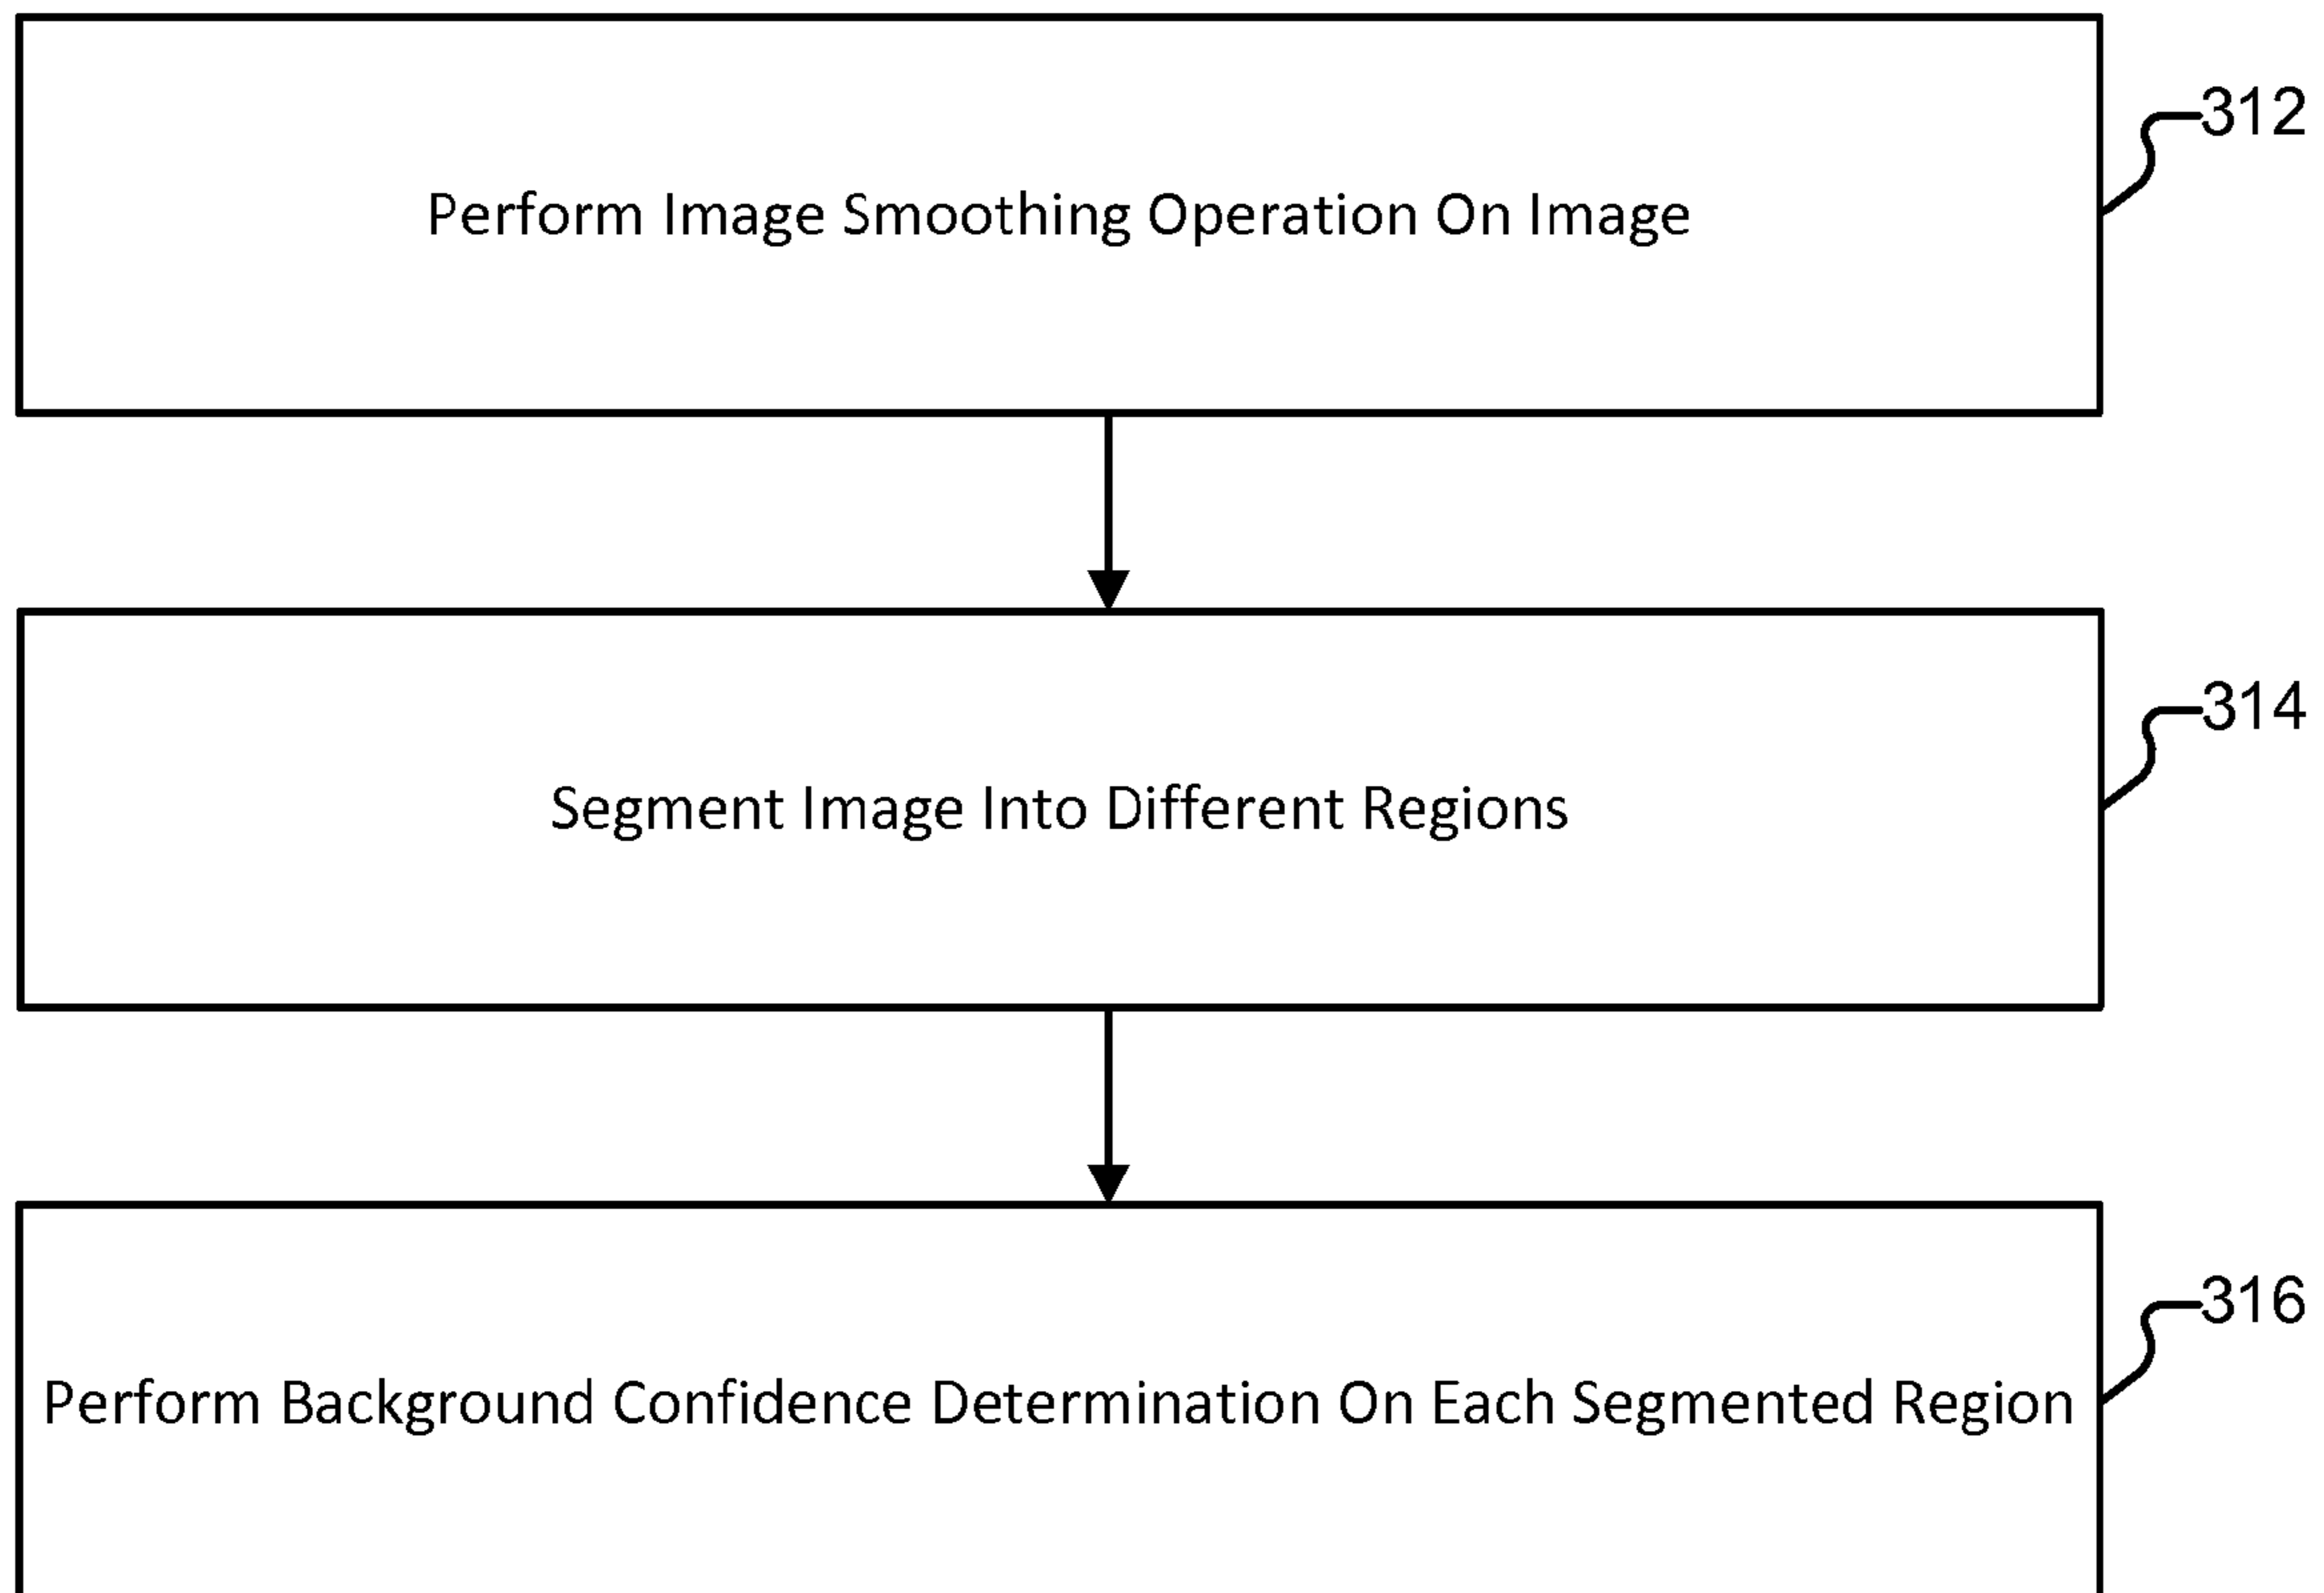 312
Perform Image Smoothing Operation On Image
314
Segment Image Into Different Regions
316
Perform Background Confidence Determination On Each Segmented Region